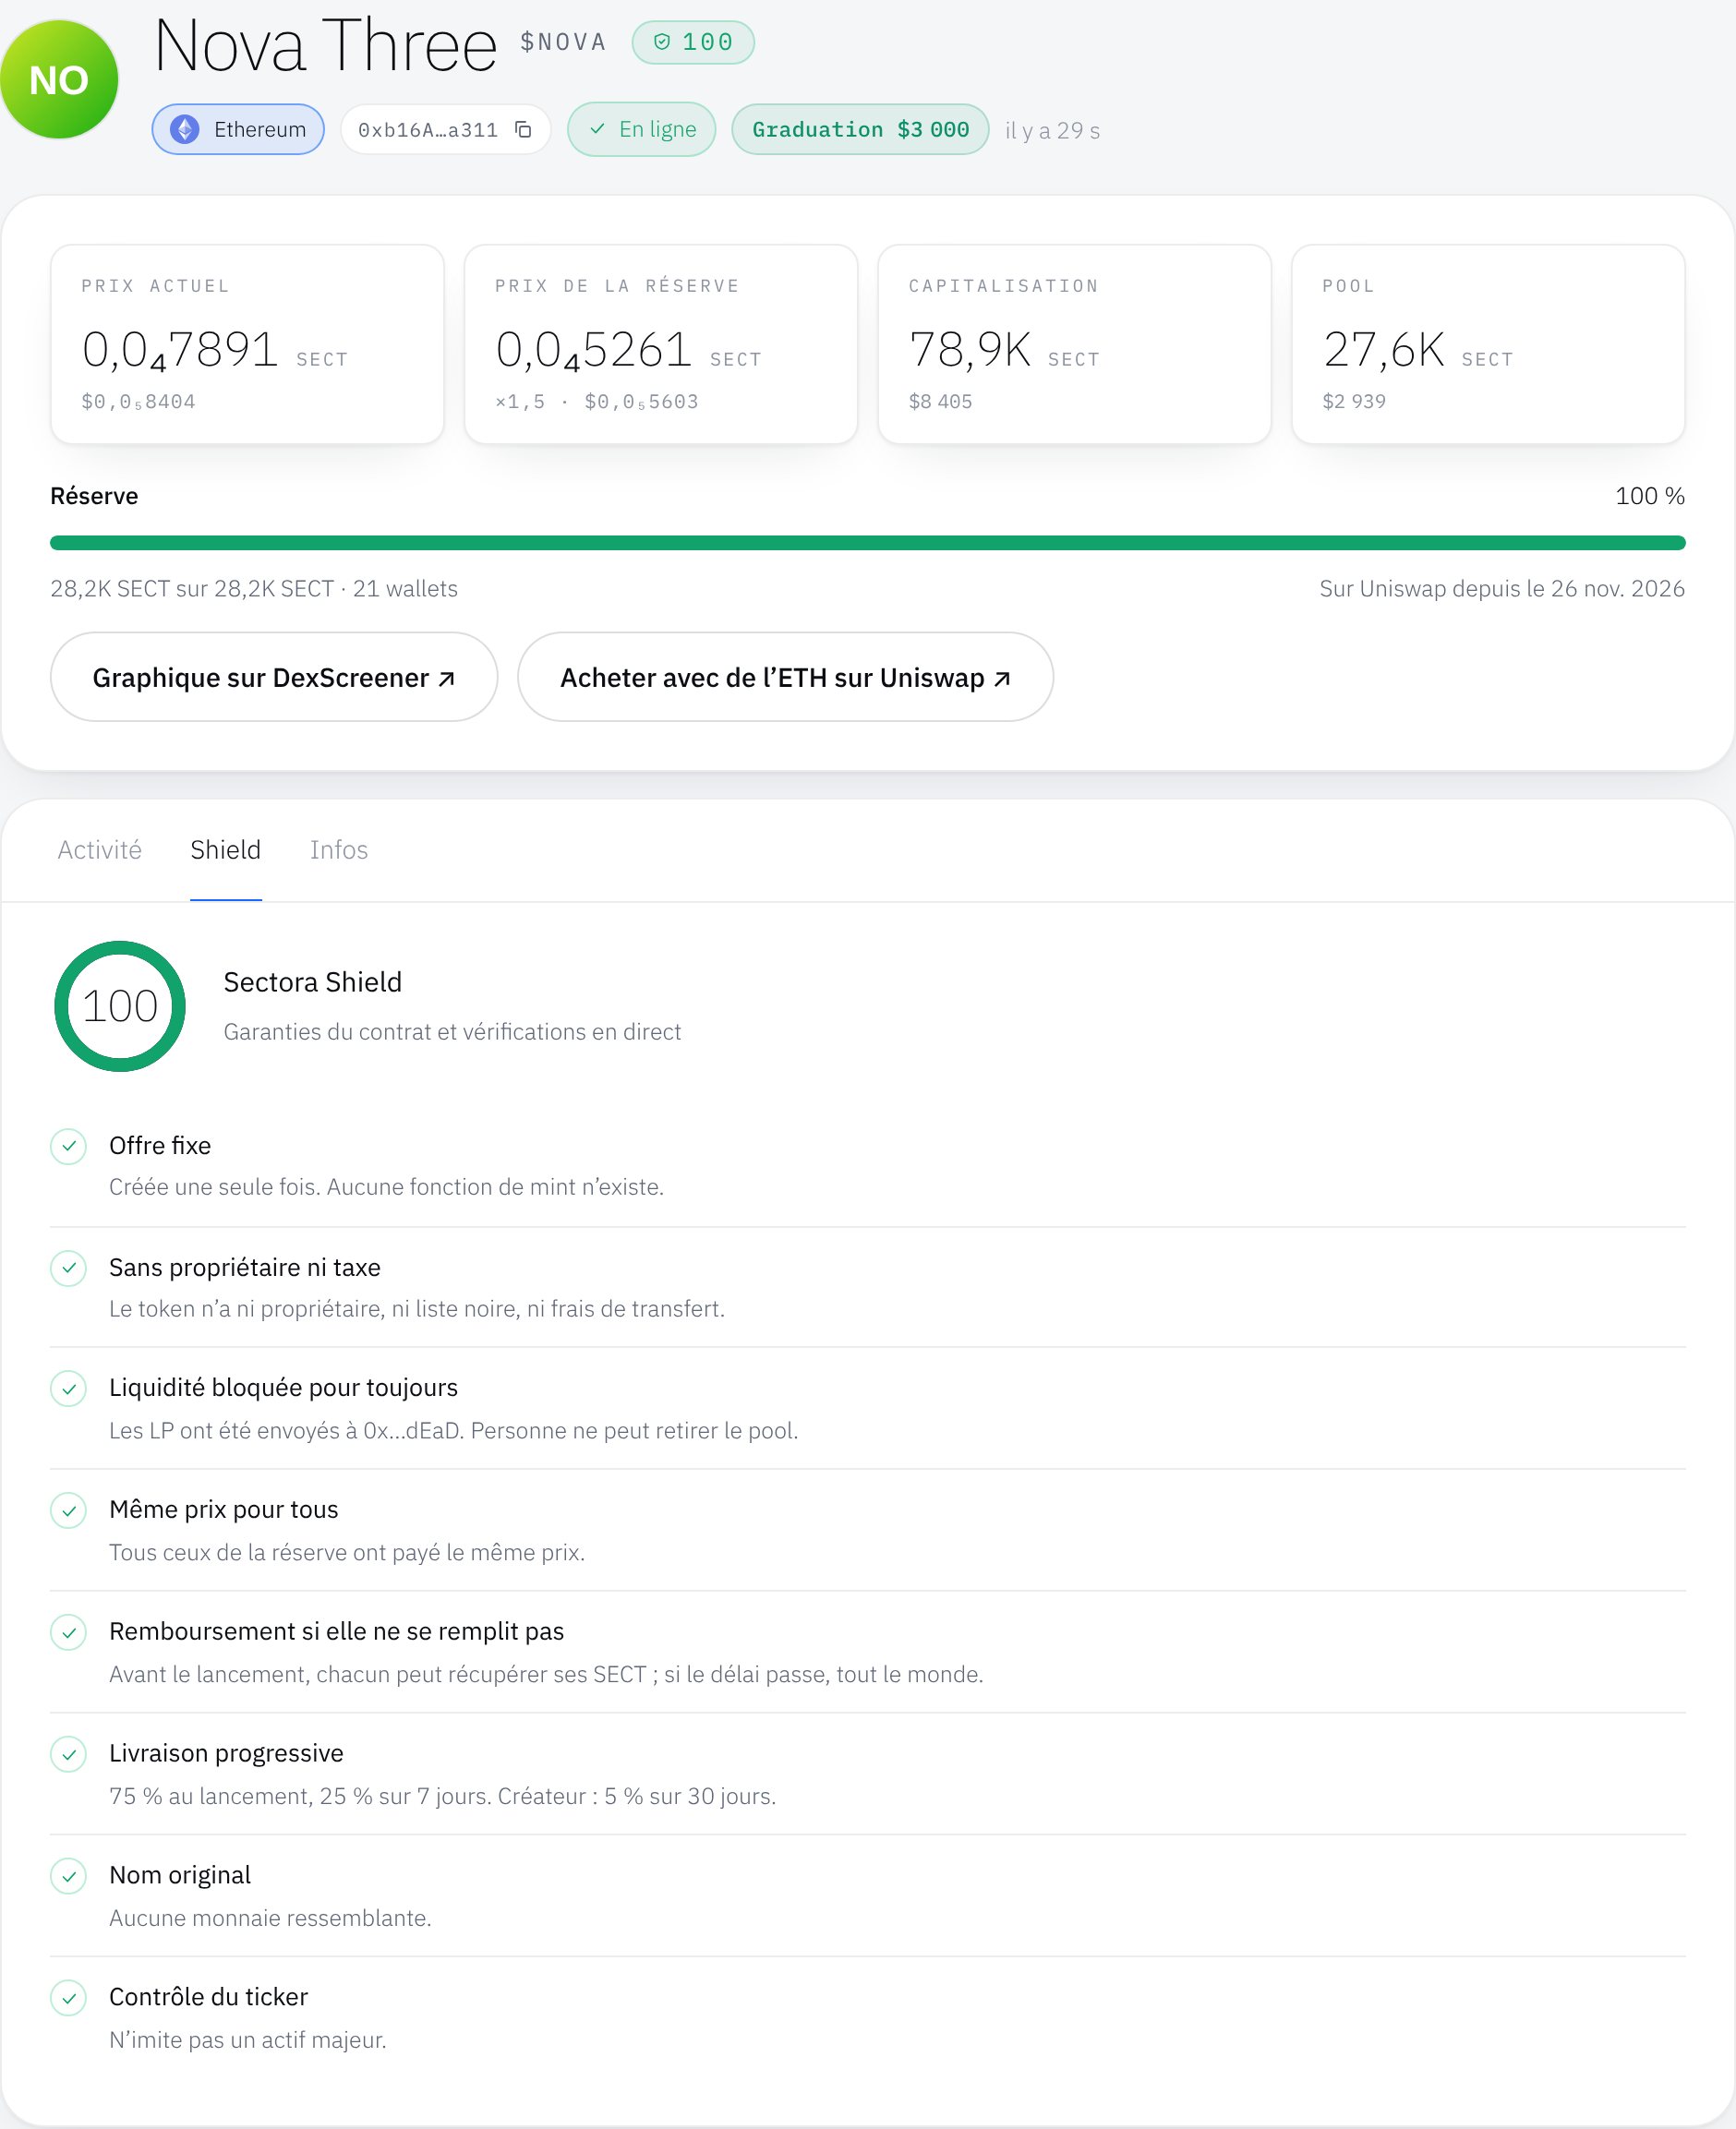 NO
Nova Three $NOVA 100
Ethereum 0xb16A…a311 En ligne Graduation $3 000 il y a 29 s
PRIX ACTUEL
0,0₄7891 SECT
$0,0₅8404
PRIX DE LA RÉSERVE
0,0₄5261 SECT
×1,5 · $0,0₅5603
CAPITALISATION
78,9K SECT
$8 405
POOL
27,6K SECT
$2 939
Réserve 100 %
28,2K SECT sur 28,2K SECT · 21 wallets Sur Uniswap depuis le 26 nov. 2026
Graphique sur DexScreener ↗ Acheter avec de l’ETH sur Uniswap ↗
Activité Shield Infos
100
Sectora Shield
Garanties du contrat et vérifications en direct
Offre fixe
Créée une seule fois. Aucune fonction de mint n’existe.
Sans propriétaire ni taxe
Le token n’a ni propriétaire, ni liste noire, ni frais de transfert.
Liquidité bloquée pour toujours
Les LP ont été envoyés à 0x…dEaD. Personne ne peut retirer le pool.
Même prix pour tous
Tous ceux de la réserve ont payé le même prix.
Remboursement si elle ne se remplit pas
Avant le lancement, chacun peut récupérer ses SECT ; si le délai passe, tout le monde.
Livraison progressive
75 % au lancement, 25 % sur 7 jours. Créateur : 5 % sur 30 jours.
Nom original
Aucune monnaie ressemblante.
Contrôle du ticker
N’imite pas un actif majeur.